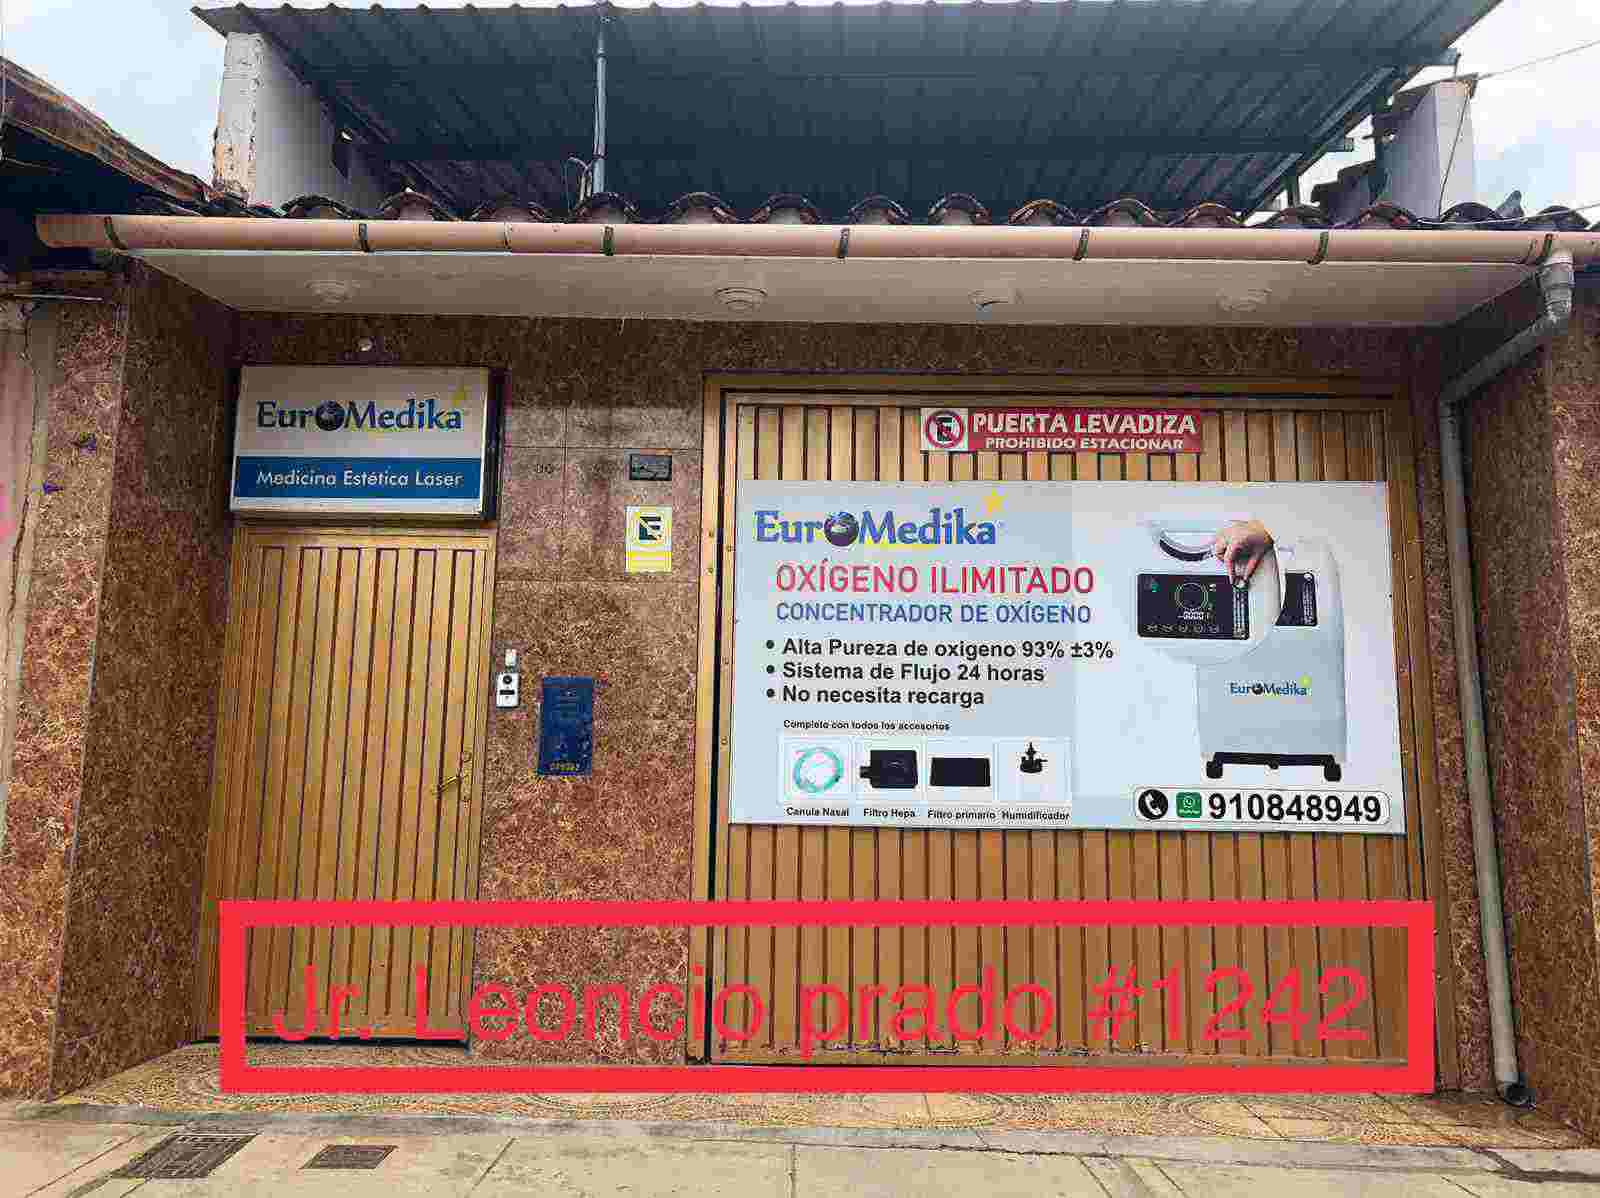 EuroMedika
Medicina Estética Laser
PUERTA LEVADIZA
PROHIBIDO ESTACIONAR
EuroMedika
OXÍGENO ILIMITADO
CONCENTRADOR DE OXÍGENO
• Alta Pureza de oxigeno 93% ±3%
• Sistema de Flujo 24 horas
• No necesita recarga
Completo con todos los accesorios
Canula Nasal Filtro Hepa Filtro primario Humidificador
EuroMedika
910848949
Jr. Leoncio prado #1242